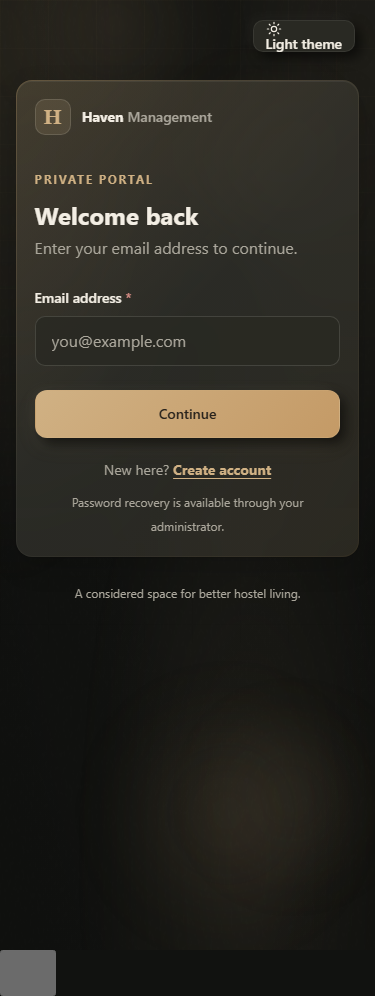 Light theme
H
Haven Management
PRIVATE PORTAL
Welcome back
Enter your email address to continue.
Email address *
you@example.com
Continue
New here? Create account
Password recovery is available through your
administrator.
A considered space for better hostel living.